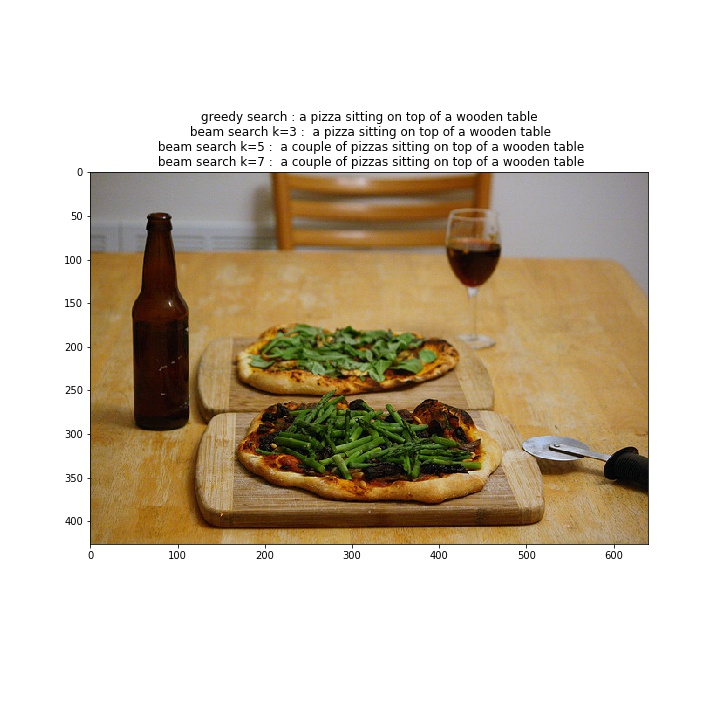 greedy search : a pizza sitting on top of a wooden table
beam search k=3 :  a pizza sitting on top of a wooden table
beam search k=5 :  a couple of pizzas sitting on top of a wooden table
beam search k=7 :  a couple of pizzas sitting on top of a wooden table
0
50
100
150
200
250
300
350
400
0 100 200 300 400 500 600